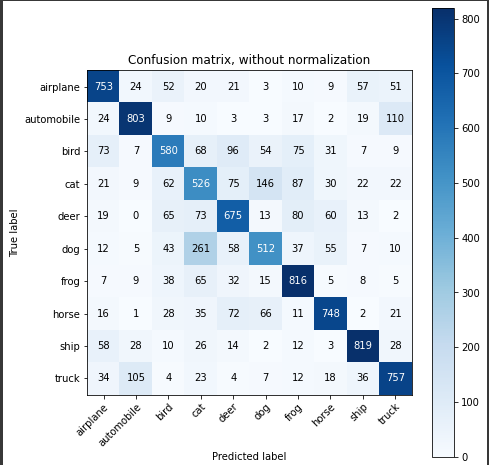 Confusion matrix, without normalization
airplane 753 24 52 20 21 3 10 9 57 51
automobile 24 803 9 10 3 3 17 2 19 110
bird 73 7 580 68 96 54 75 31 7 9
cat 21 9 62 526 75 146 87 30 22 22
deer 19 0 65 73 675 13 80 60 13 2
dog 12 5 43 261 58 512 37 55 7 10
frog 7 9 38 65 32 15 816 5 8 5
horse 16 1 28 35 72 66 11 748 2 21
ship 58 28 10 26 14 2 12 3 819 28
truck 34 105 4 23 4 7 12 18 36 757
True label
airplane automobile bird cat deer dog frog horse ship truck
Predicted label
800
700
600
500
400
300
200
100
0